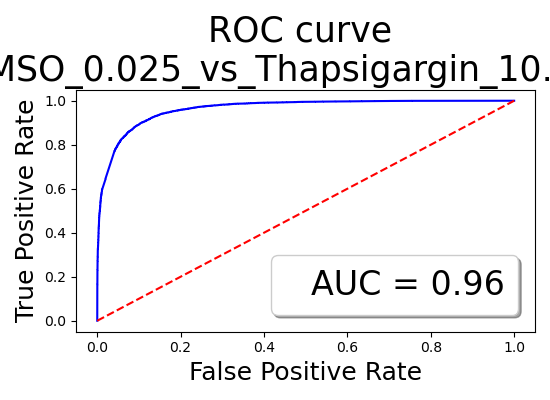 ROC curve
MSO_0.025_vs_Thapsigargin_10.
True Positive Rate
1.0
0.8
0.6
0.4
0.2
0.0
AUC = 0.96
0.0 0.2 0.4 0.6 0.8 1.0
False Positive Rate